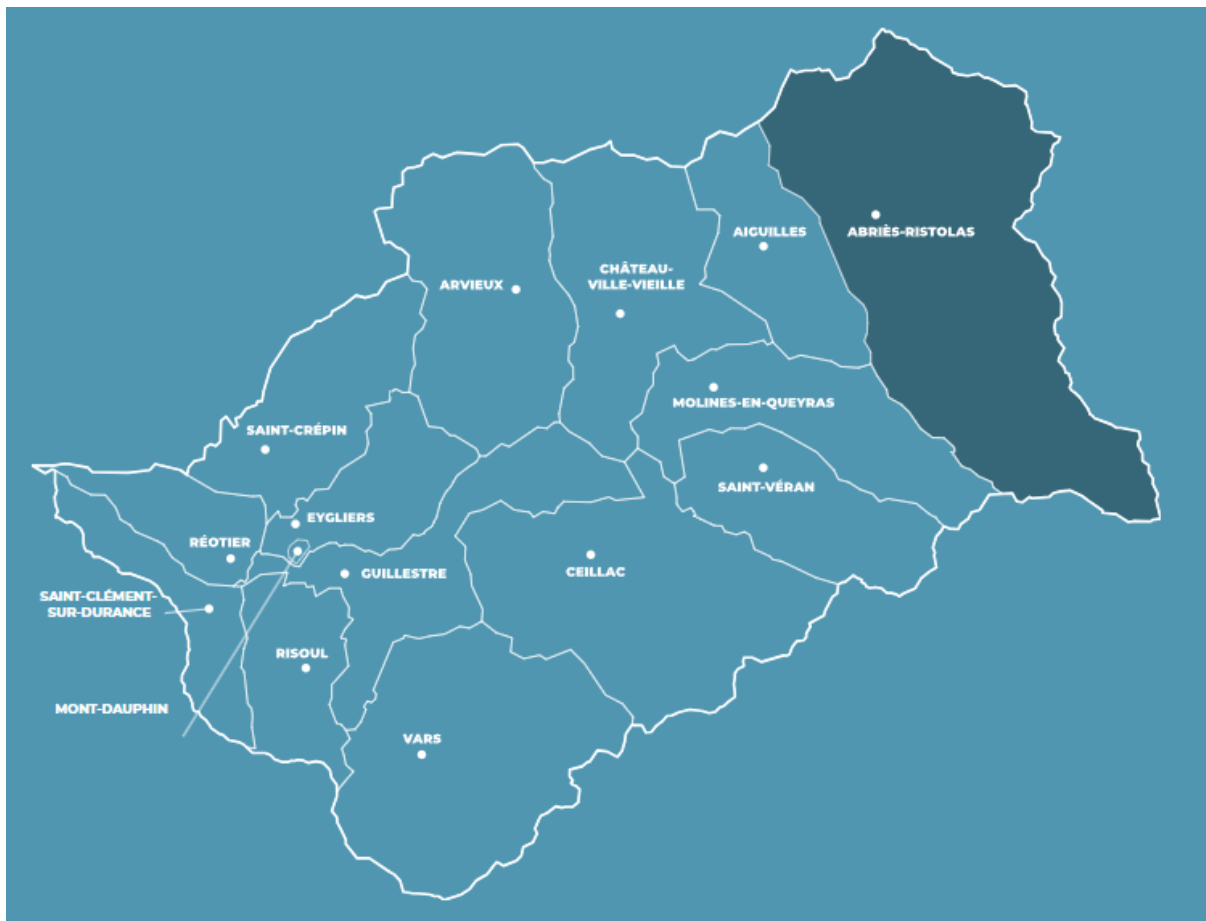 AIGUILLES
ABRIÈS-RISTOLAS
CHÂTEAU-
VILLE-VIEILLE
ARVIEUX
MOLINES-EN-QUEYRAS
SAINT-CRÉPIN
SAINT-VÉRAN
EYGLIERS
RÉOTIER
GUILLESTRE
CEILLAC
SAINT-CLÉMENT-
SUR-DURANCE
RISOUL
MONT-DAUPHIN
VARS